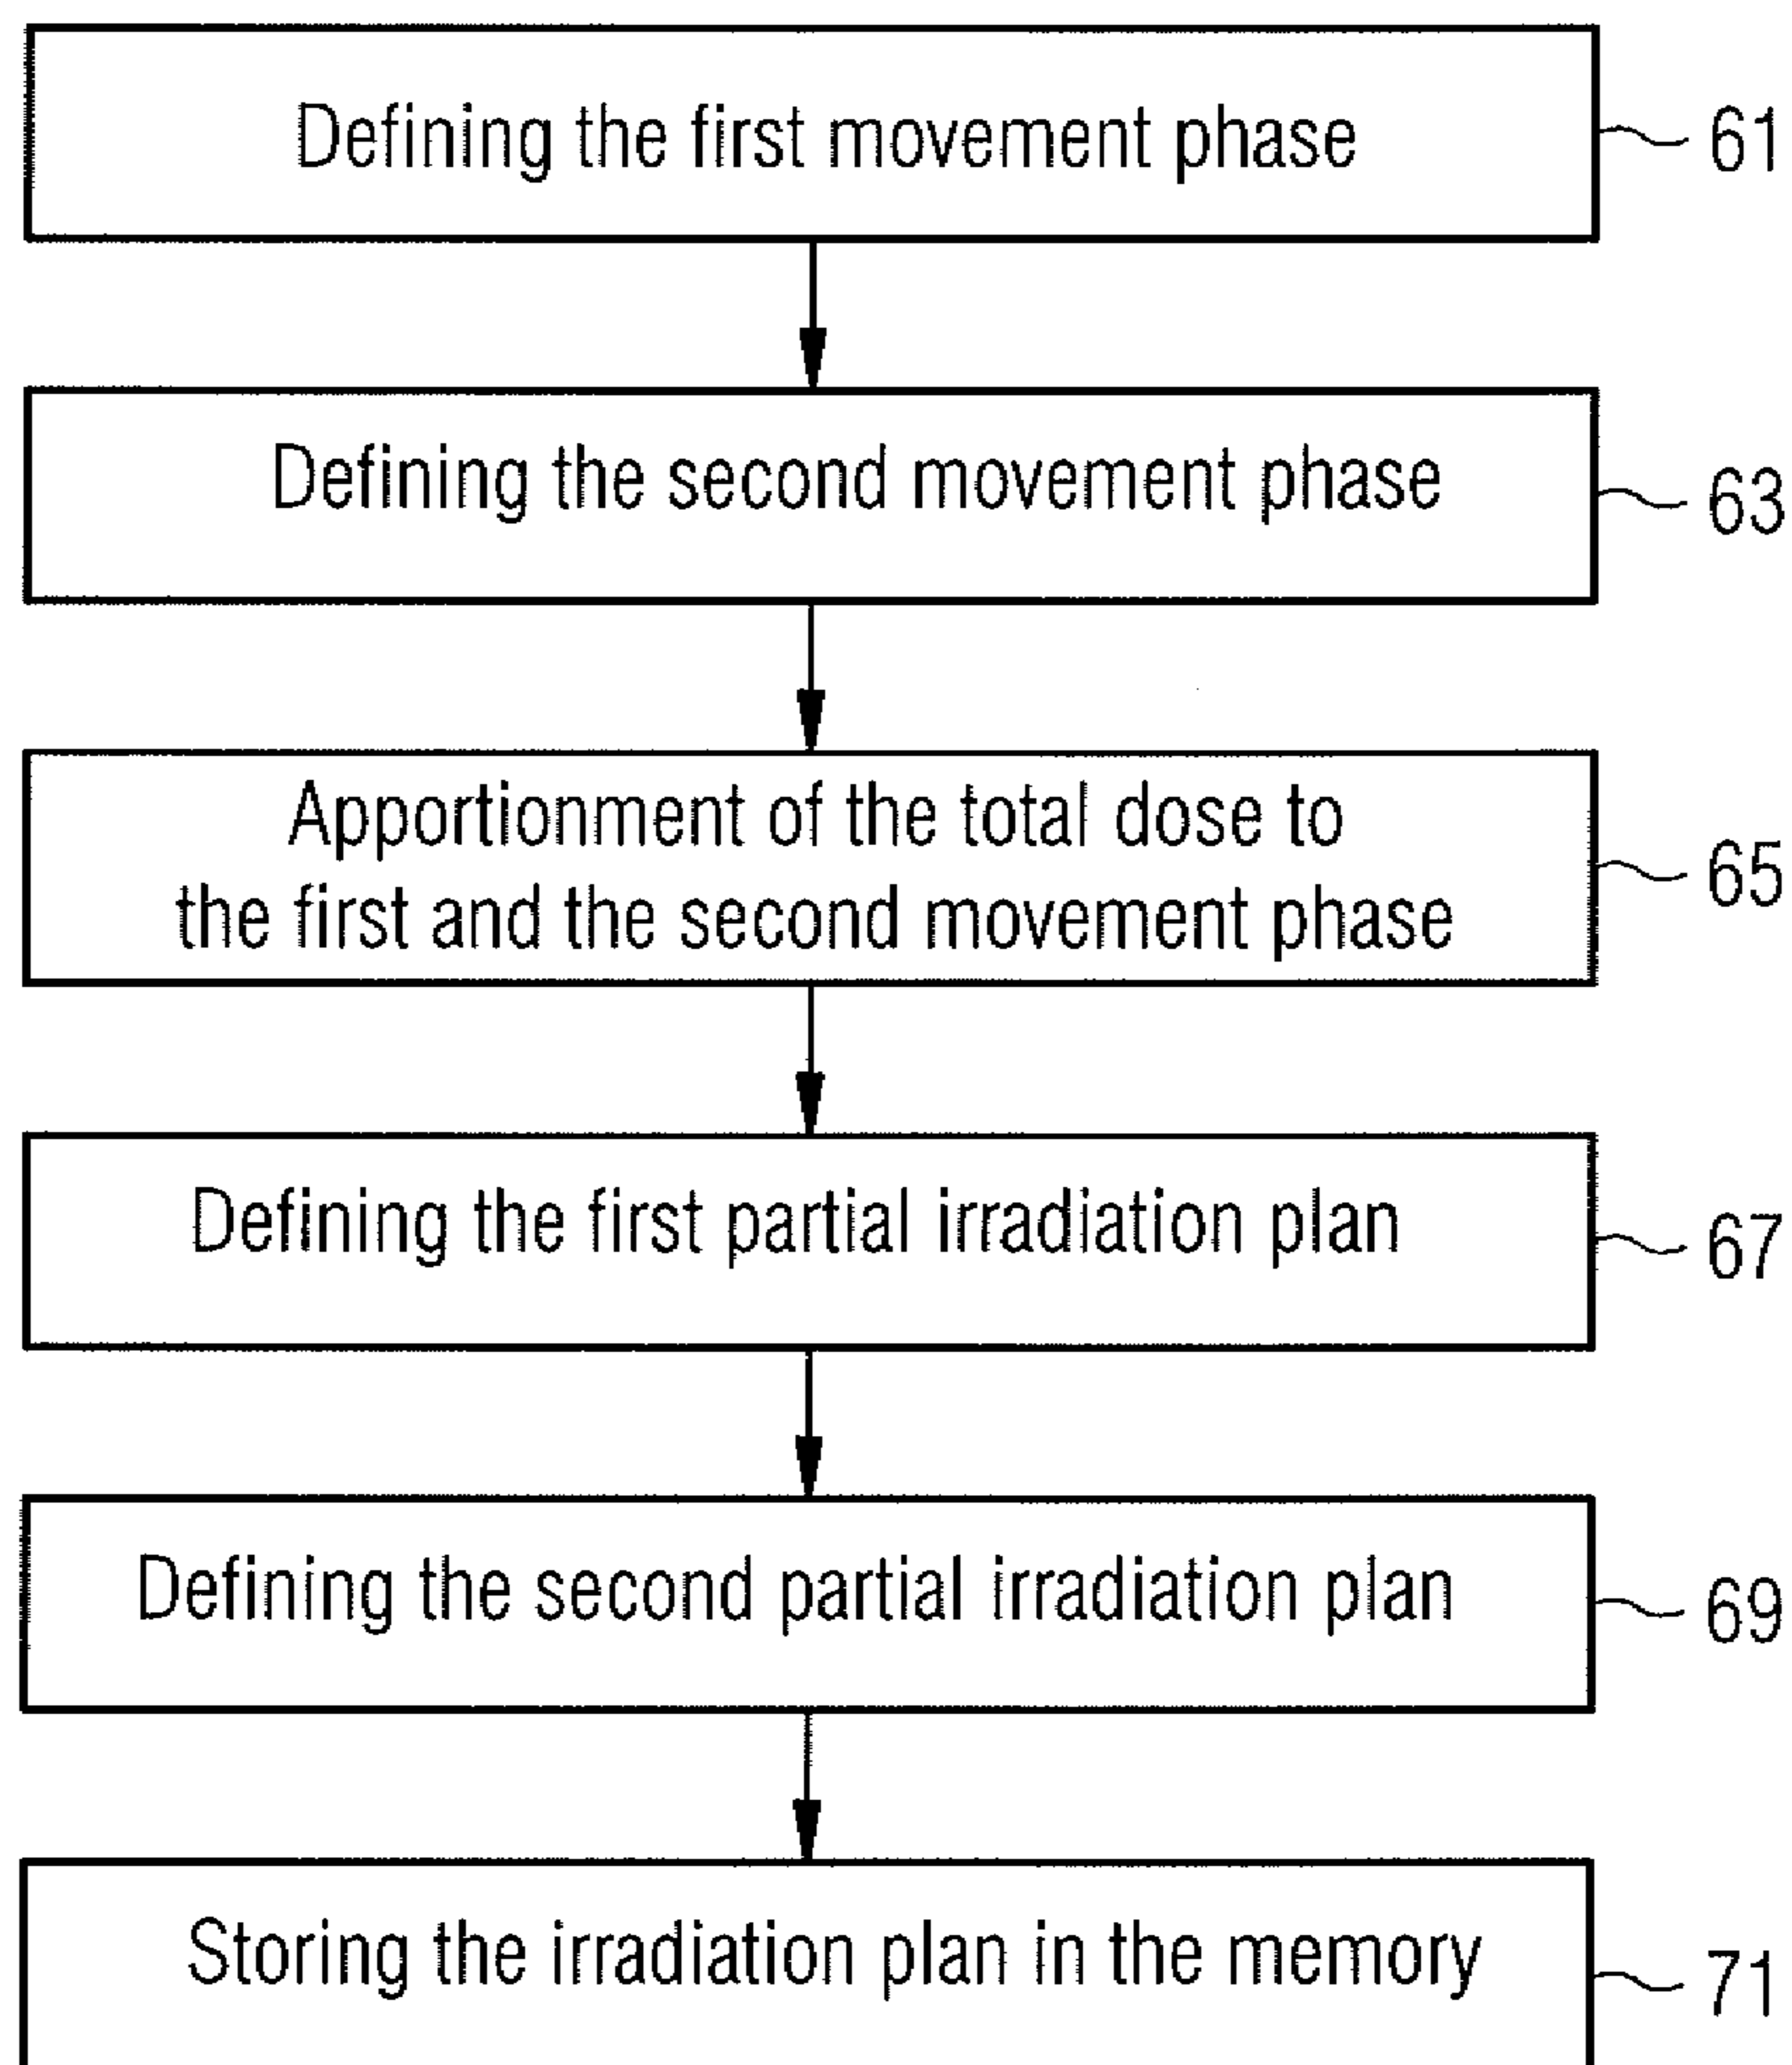 Defining the first movement phase
61
Defining the second movement phase
63
Apportionment of the total dose to
the first and the second movement phase
65
Defining the first partial irradiation plan
67
Defining the second partial irradiation plan
69
Storing the irradiation plan in the memory
71